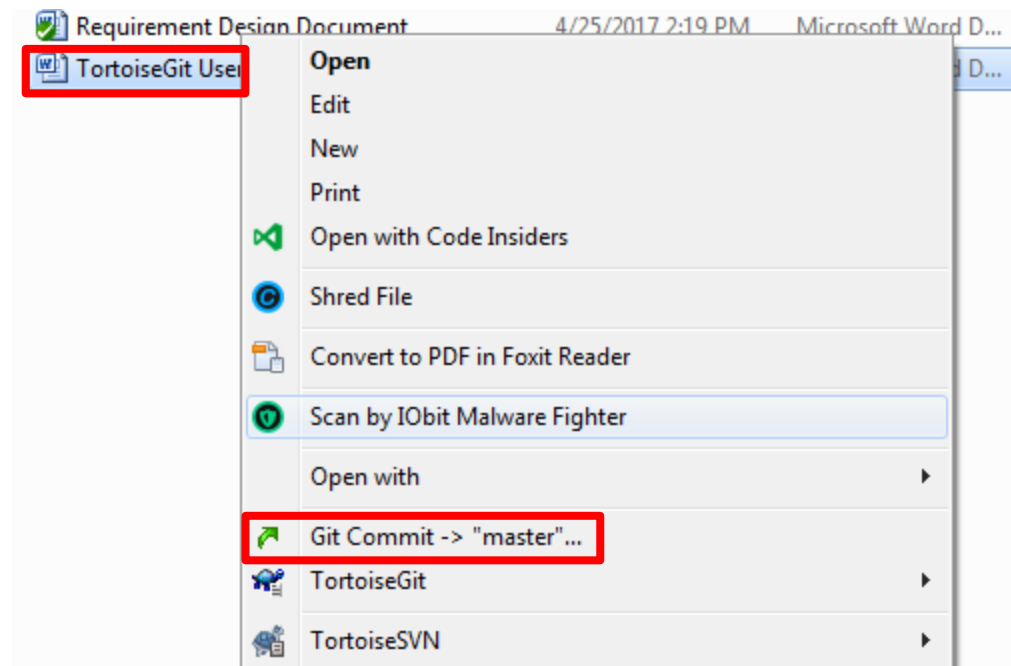 Requirement Design Document 4/25/2017 2:19 PM Microsoft Word D...
TortoiseGit User d D...
Open
Edit
New
Print
Open with Code Insiders
Shred File
Convert to PDF in Foxit Reader
Scan by IObit Malware Fighter
Open with
Git Commit -> "master"...
TortoiseGit
TortoiseSVN